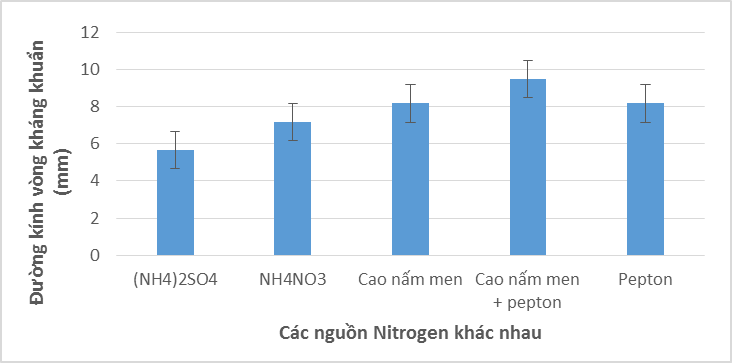 Đường kính vòng kháng khuẩn
(mm)
12
10
8
6
4
2
0
(NH4)2SO4
NH4NO3
Cao nấm men
Cao nấm men
+ pepton
Pepton
Các nguồn Nitrogen khác nhau